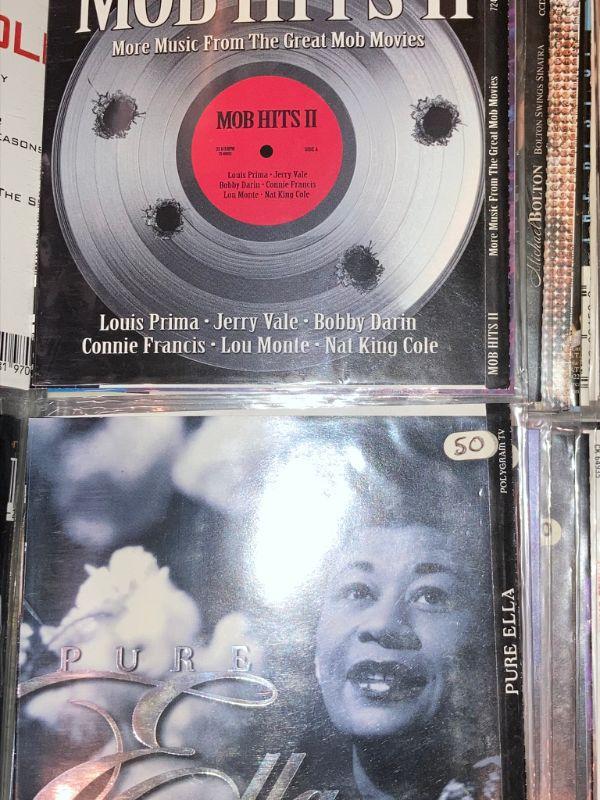 MOB HITS II
More Music From The Great Mob Movies
MOB HITS II
SIDE A
Louis Prima • Jerry Vale
Bobby Darin • Connie Francis
Lou Monte • Nat King Cole
Louis Prima • Jerry Vale • Bobby Darin
Connie Francis • Lou Monte • Nat King Cole
MOB HITS II More Music From The Great Mob Movies 724
Michael BOLTON BOLTON SWINGS SINATRA
EASONS
THE S
50
POLYGRAM TV
PURE ELLA
PURE
Ella